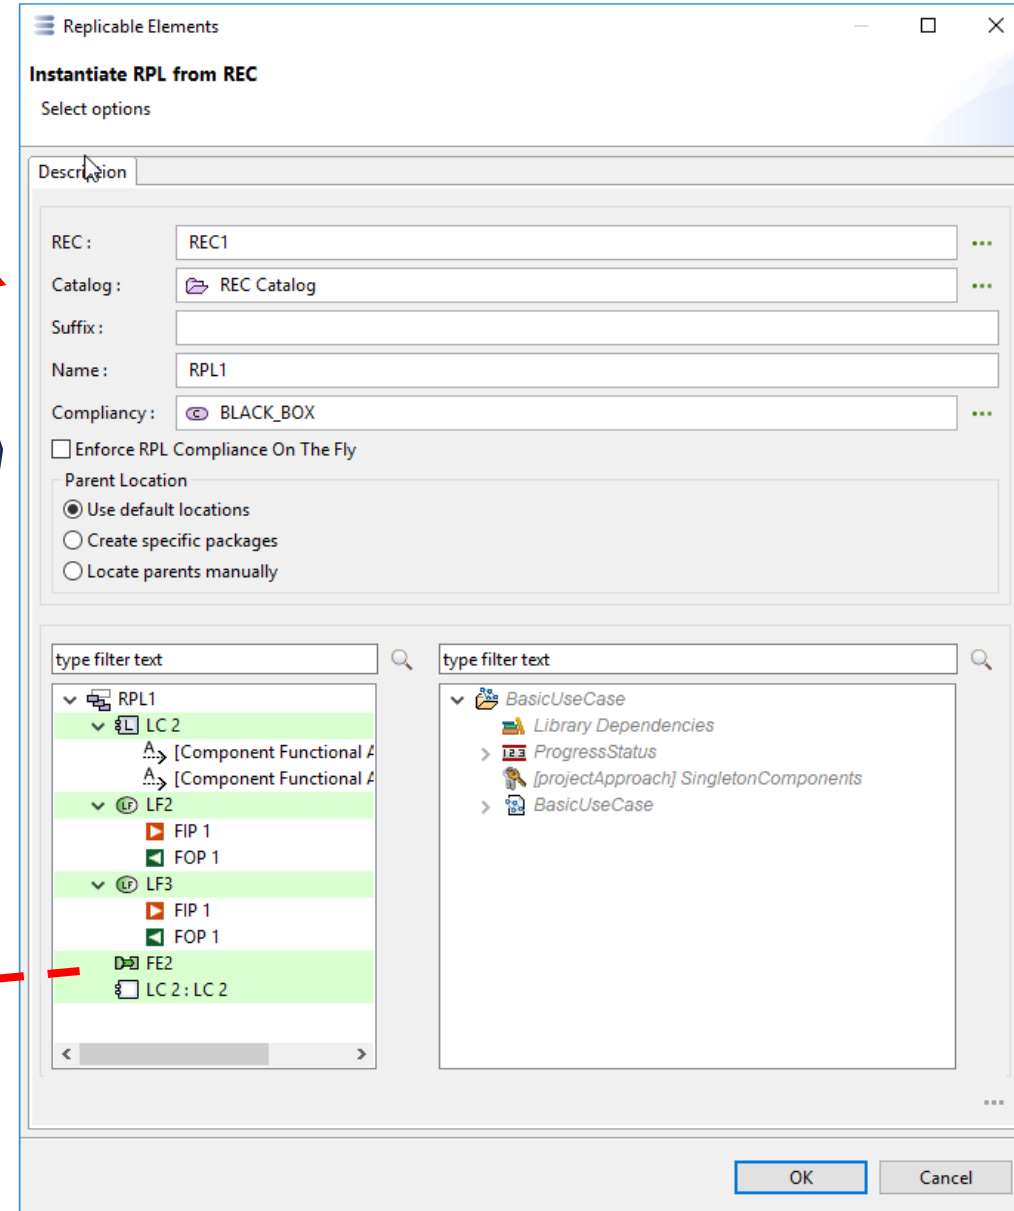 Replicable Elements
Instantiate RPL from REC
Select options
Description
REC : REC1
Catalog : REC Catalog
Suffix :
Name : RPL1
Compliancy : BLACK_BOX
Enforce RPL Compliance On The Fly
Parent Location
Use default locations
Create specific packages
Locate parents manually
type filter text
RPL1
LC 2
[Component Functional A
[Component Functional A
LF2
FIP 1
FOP 1
LF3
FIP 1
FOP 1
FE2
LC 2 : LC 2
type filter text
BasicUseCase
Library Dependencies
ProgressStatus
[projectApproach] SingletonComponents
BasicUseCase
OK Cancel